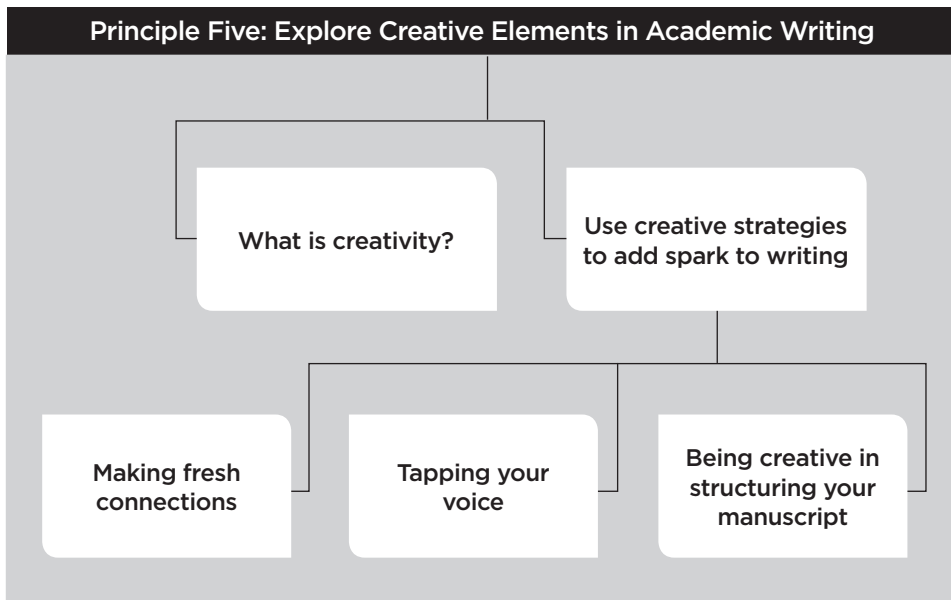 Principle Five: Explore Creative Elements in Academic Writing
What is creativity?
Use creative strategies
to add spark to writing
Making fresh
connections
Tapping your
voice
Being creative in
structuring your
manuscript